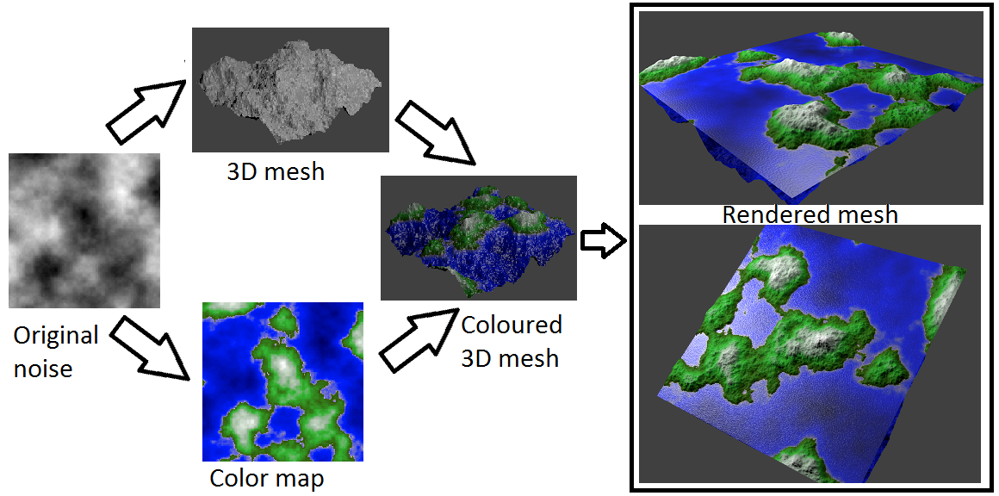 Original
noise
3D mesh
Color map
Coloured
3D mesh
Rendered mesh